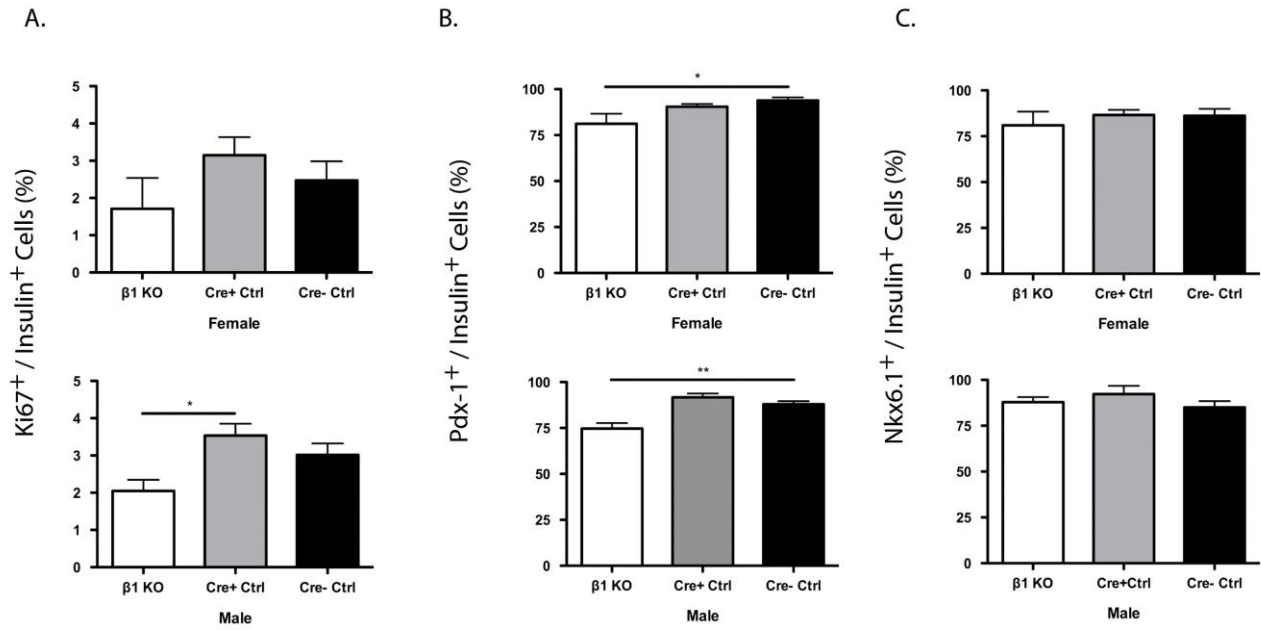 A.
Ki67+ / Insulin+ Cells (%)
5
4
3
2
1
0
β1 KO Cre+ Ctrl Cre- Ctrl
Female
5
4
3
2
1
0
*
β1 KO Cre+ Ctrl Cre- Ctrl
Male
B.
Pdx-1+ / Insulin+ Cells (%)
100
75
50
25
0
*
β1 KO Cre+ Ctrl Cre- Ctrl
Female
100
75
50
25
0
**
β1 KO Cre+ Ctrl Cre- Ctrl
Male
C.
Nkx6.1+ / Insulin+ Cells (%)
100
75
50
25
0
β1 KO Cre+ Ctrl Cre- Ctrl
Female
100
75
50
25
0
β1 KO Cre+Ctrl Cre- Ctrl
Male